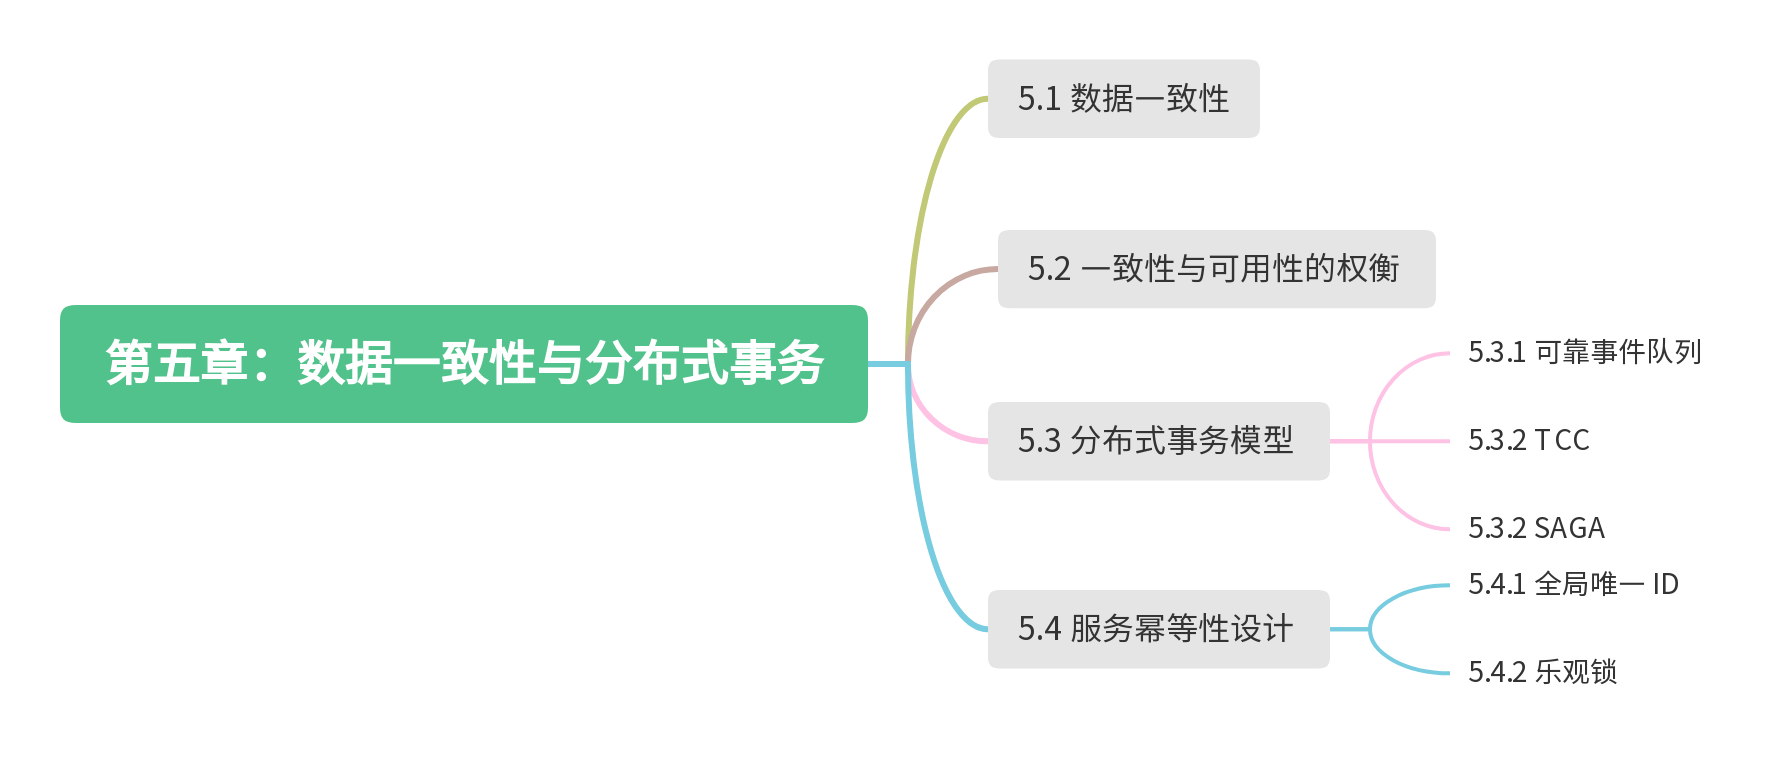 第五章：数据一致性与分布式事务
5.1 数据一致性
5.2 一致性与可用性的权衡
5.3 分布式事务模型
5.3.1 可靠事件队列
5.3.2 TCC
5.3.2 SAGA
5.4 服务幂等性设计
5.4.1 全局唯一 ID
5.4.2 乐观锁